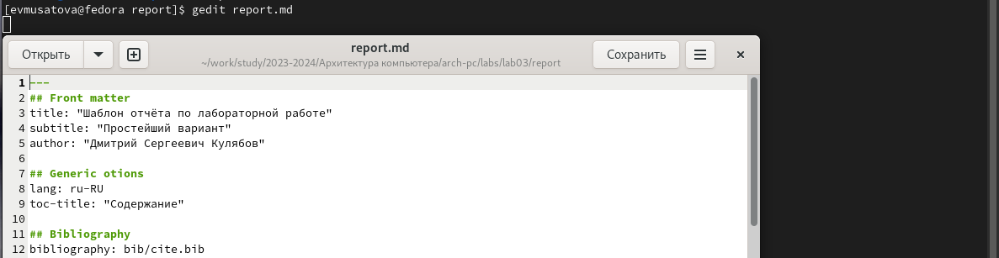 [evmusatova@fedora report]$ gedit report.md
Открыть
report.md
~/work/study/2023-2024/Архитектура компьютера/arch-pc/labs/lab03/report
Сохранить
1 ---
2 ## Front matter
3 title: "Шаблон отчёта по лабораторной работе"
4 subtitle: "Простейший вариант"
5 author: "Дмитрий Сергеевич Кулябов"
6
7 ## Generic otions
8 lang: ru-RU
9 toc-title: "Содержание"
10
11 ## Bibliography
12 bibliography: bib/cite.bib